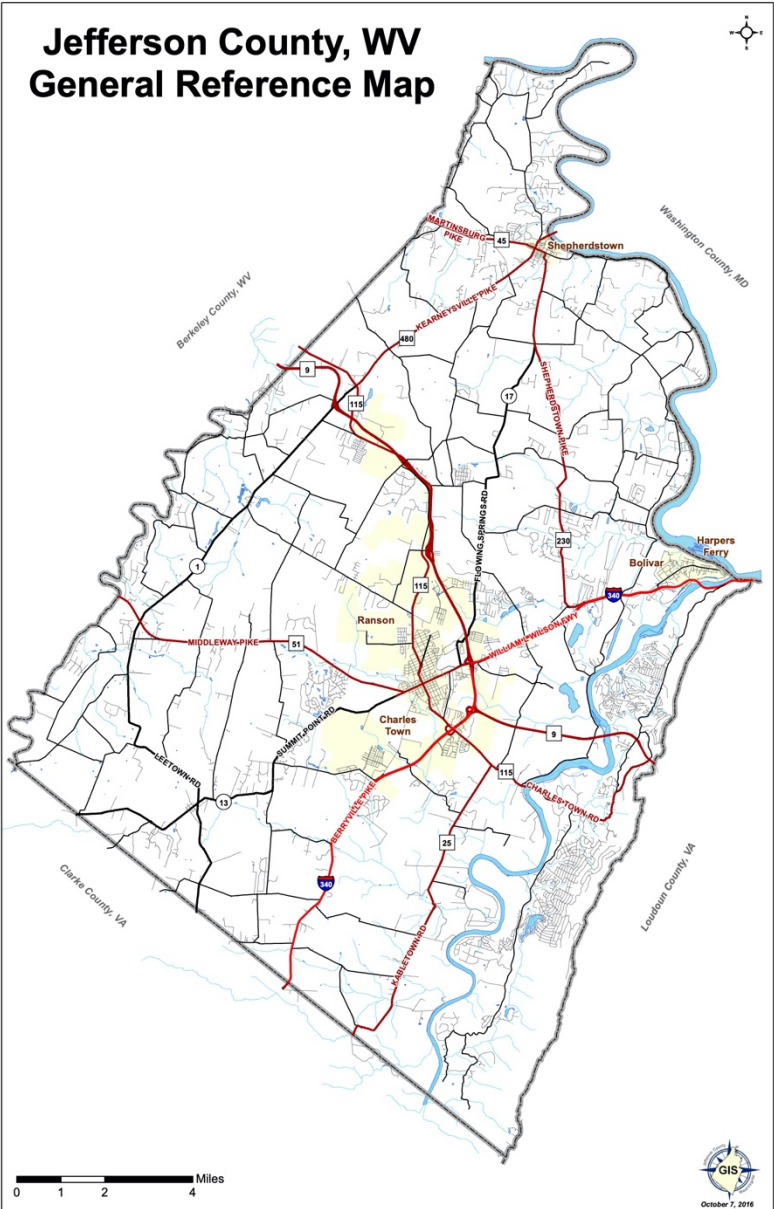 Jefferson County, WV
General Reference Map
N
W
E
S
Washington County, MD
Berkeley County, WV
MARTINSBURG
PIKE
45
Shepherdstown
KEARNEYSVILLE PIKE
480
9
115
17
SHEPHERDSTOWN PIKE
FLOWING SPRINGS RD
1
230
Harpers
Ferry
Bolivar
340
115
Ranson
MIDDLEWAY PIKE
51
WILLIAM L WILSON FWY
SUMMIT POINT RD
Charles
Town
9
LEETOWN RD
115
CHARLES TOWN RD
13
BERRYVILLE PIKE
25
340
KABLETOWN RD
Clarke County, VA
Loudoun County, VA
Miles
0 1 2 4
Jefferson County
GIS
October 7, 2016